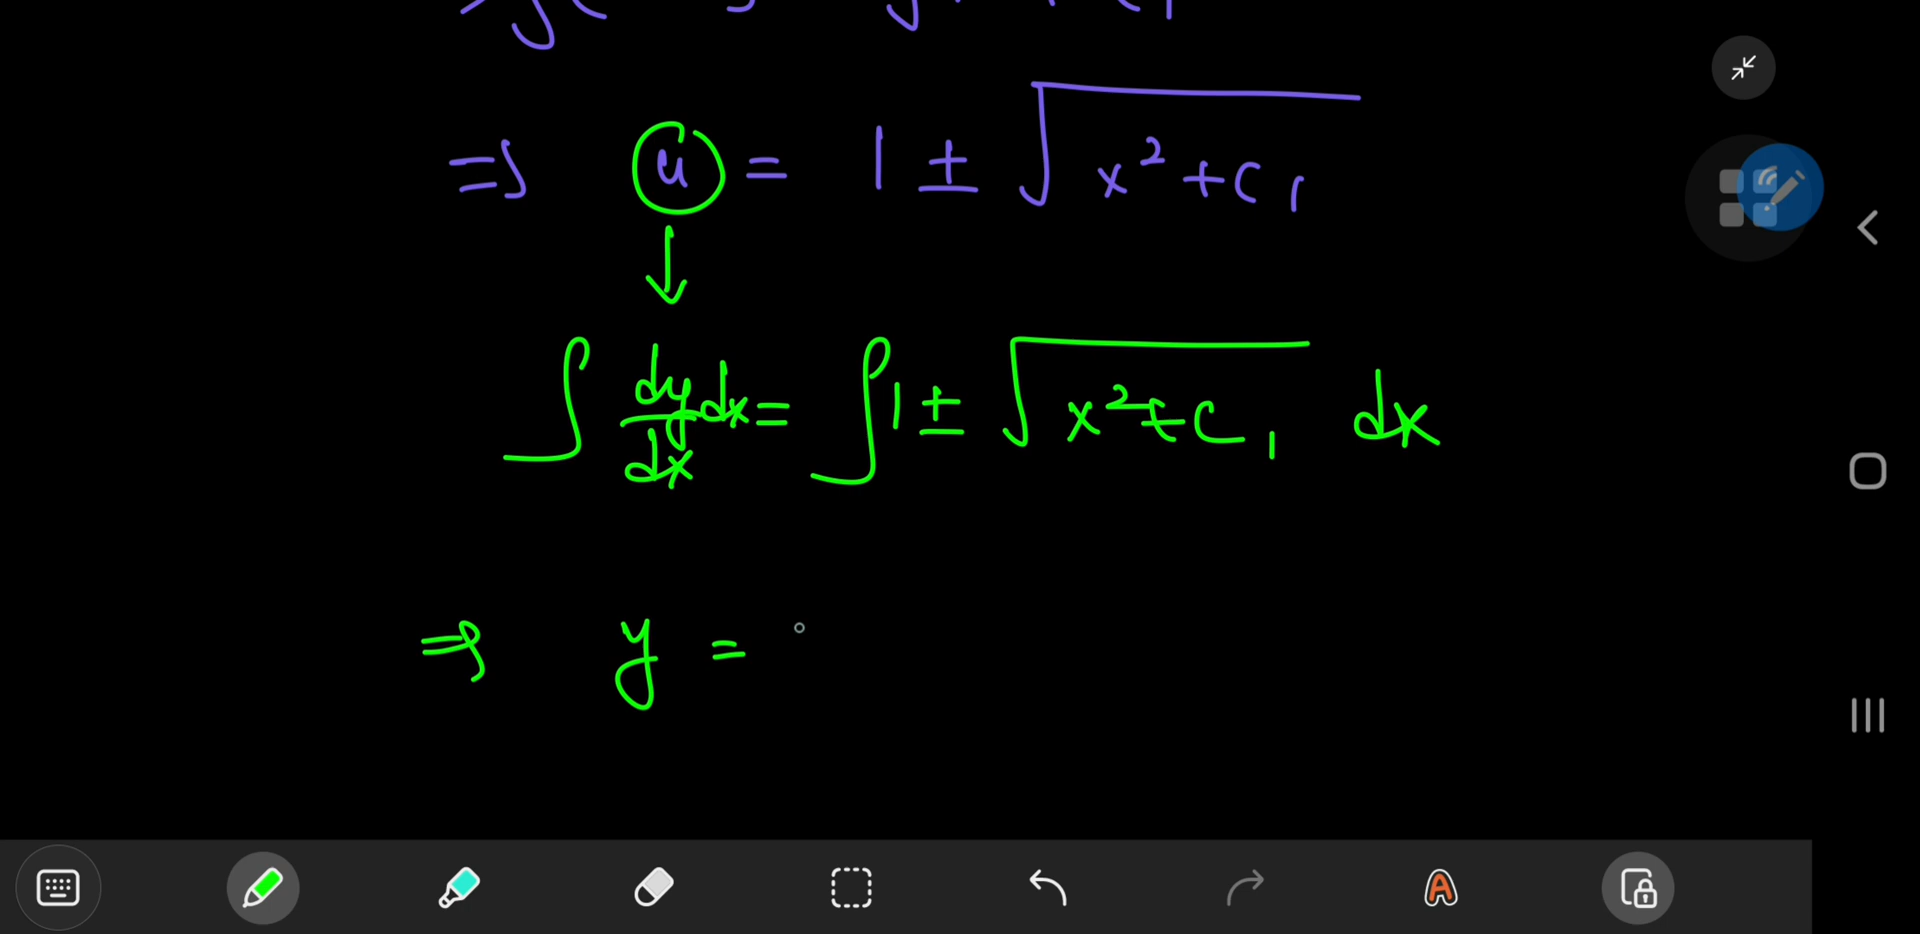 => u = 1 ± √(x² + c₁)
↓
∫ dy/dx dx = ∫ 1 ± √(x² + c₁) dx
=> y =
A